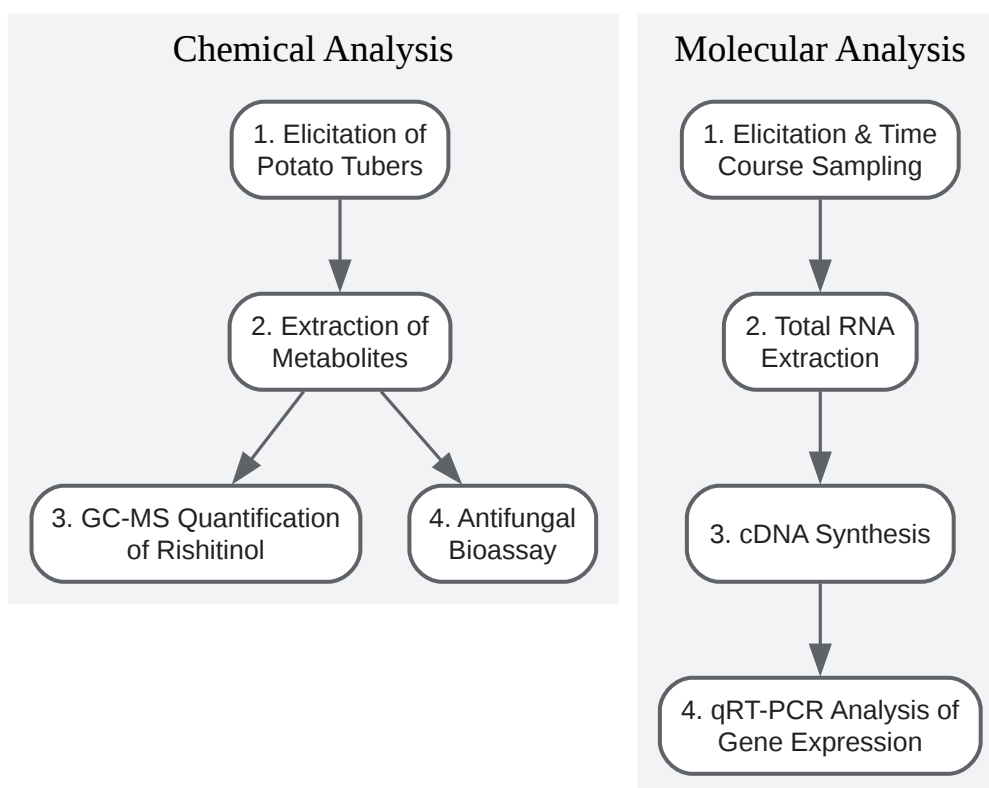 Chemical Analysis
1. Elicitation of
Potato Tubers
2. Extraction of
Metabolites
3. GC-MS Quantification
of Rishitinol
4. Antifungal
Bioassay
Molecular Analysis
1. Elicitation & Time
Course Sampling
2. Total RNA
Extraction
3. cDNA Synthesis
4. qRT-PCR Analysis of
Gene Expression